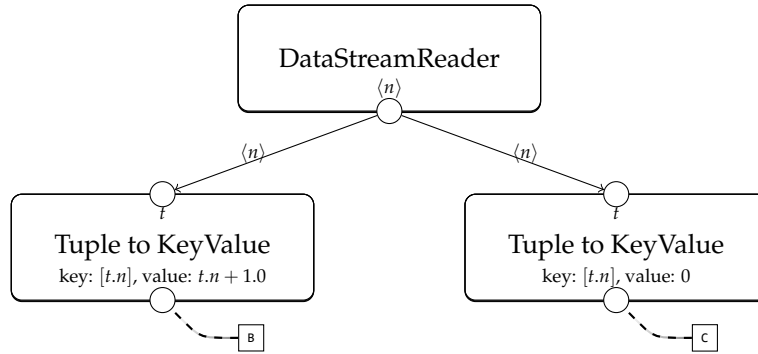 DataStreamReader
⟨n⟩
⟨n⟩
⟨n⟩
t
t
Tuple to KeyValue
key: [t.n], value: t.n + 1.0
Tuple to KeyValue
key: [t.n], value: 0
B
C